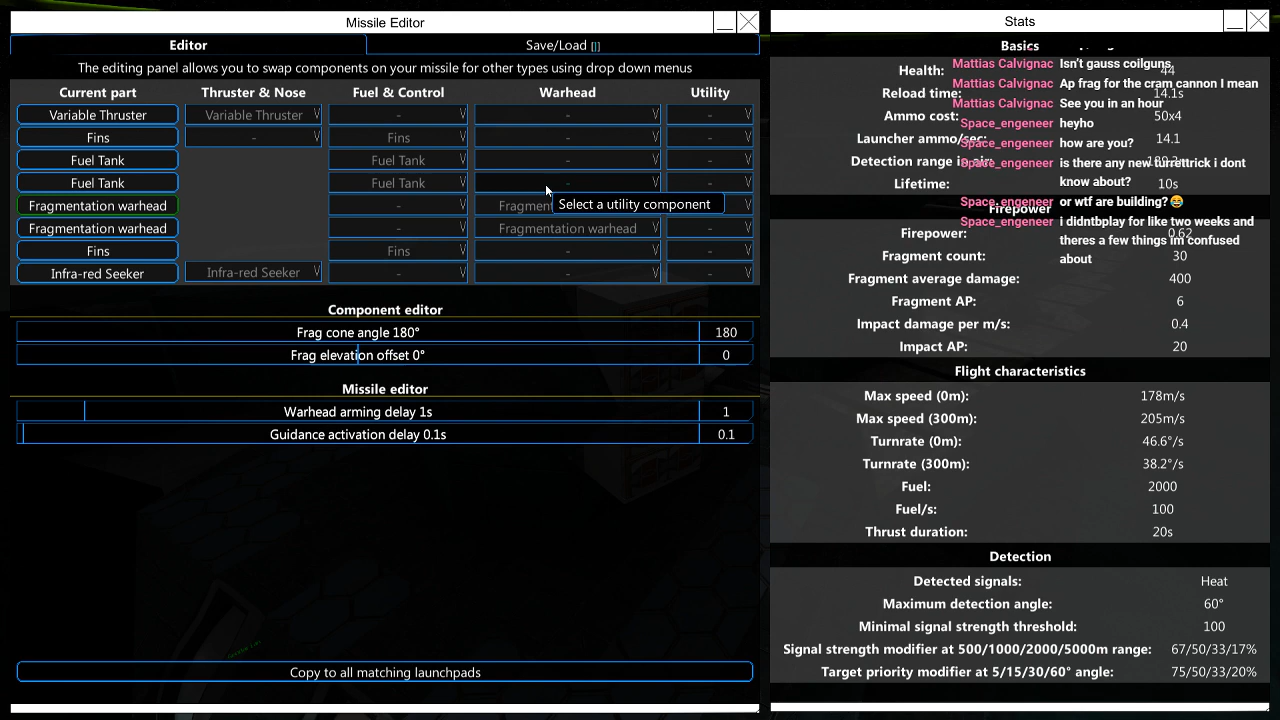 Missile Editor
Editor
Save/Load []]
The editing panel allows you to swap components on your missile for other types using drop down menus
Current part Thruster & Nose Fuel & Control Warhead Utility
Variable Thruster Variable Thruster V - V - V - V
Fins - V Fins V - V - V
Fuel Tank Fuel Tank V - V - V
Fuel Tank Fuel Tank V - V - V
Fragmentation warhead - V Select a utility component V
Fragmentation warhead - V Fragmentation warhead V - V
Fins Fins V - V - V
Infra-red Seeker Infra-red Seeker V - V - V - V
Component editor
Frag cone angle 180° 180
Frag elevation offset 0° 0
Missile editor
Warhead arming delay 1s 1
Guidance activation delay 0.1s 0.1
Copy to all matching launchpads
Stats
Basics
Health: 44
Reload time: 14.1s
Ammo cost: 50x4
Launcher ammo/sec: 14.1
Detection range in air:
Lifetime: 10s
Mattias Calvignac Isn't gauss coilguns
Mattias Calvignac Ap frag for the cram cannon I mean
Mattias Calvignac See you in an hour
Space_engeneer heyho
Space_engeneer how are you?
Space_engeneer is there any new
i dont
know about?
Space_engeneer or wtf are building?😂
Space_engeneer i didntbplay for like two weeks and
theres a few things im confused
about
Firepower
Firepower: 0.62
Fragment count: 30
Fragment average damage: 400
Fragment AP: 6
Impact damage per m/s: 0.4
Impact AP: 20
Flight characteristics
Max speed (0m): 178m/s
Max speed (300m): 205m/s
Turnrate (0m): 46.6°/s
Turnrate (300m): 38.2°/s
Fuel: 2000
Fuel/s: 100
Thrust duration: 20s
Detection
Detected signals: Heat
Maximum detection angle: 60°
Minimal signal strength threshold: 100
Signal strength modifier at 500/1000/2000/5000m range: 67/50/33/17%
Target priority modifier at 5/15/30/60° angle: 75/50/33/20%